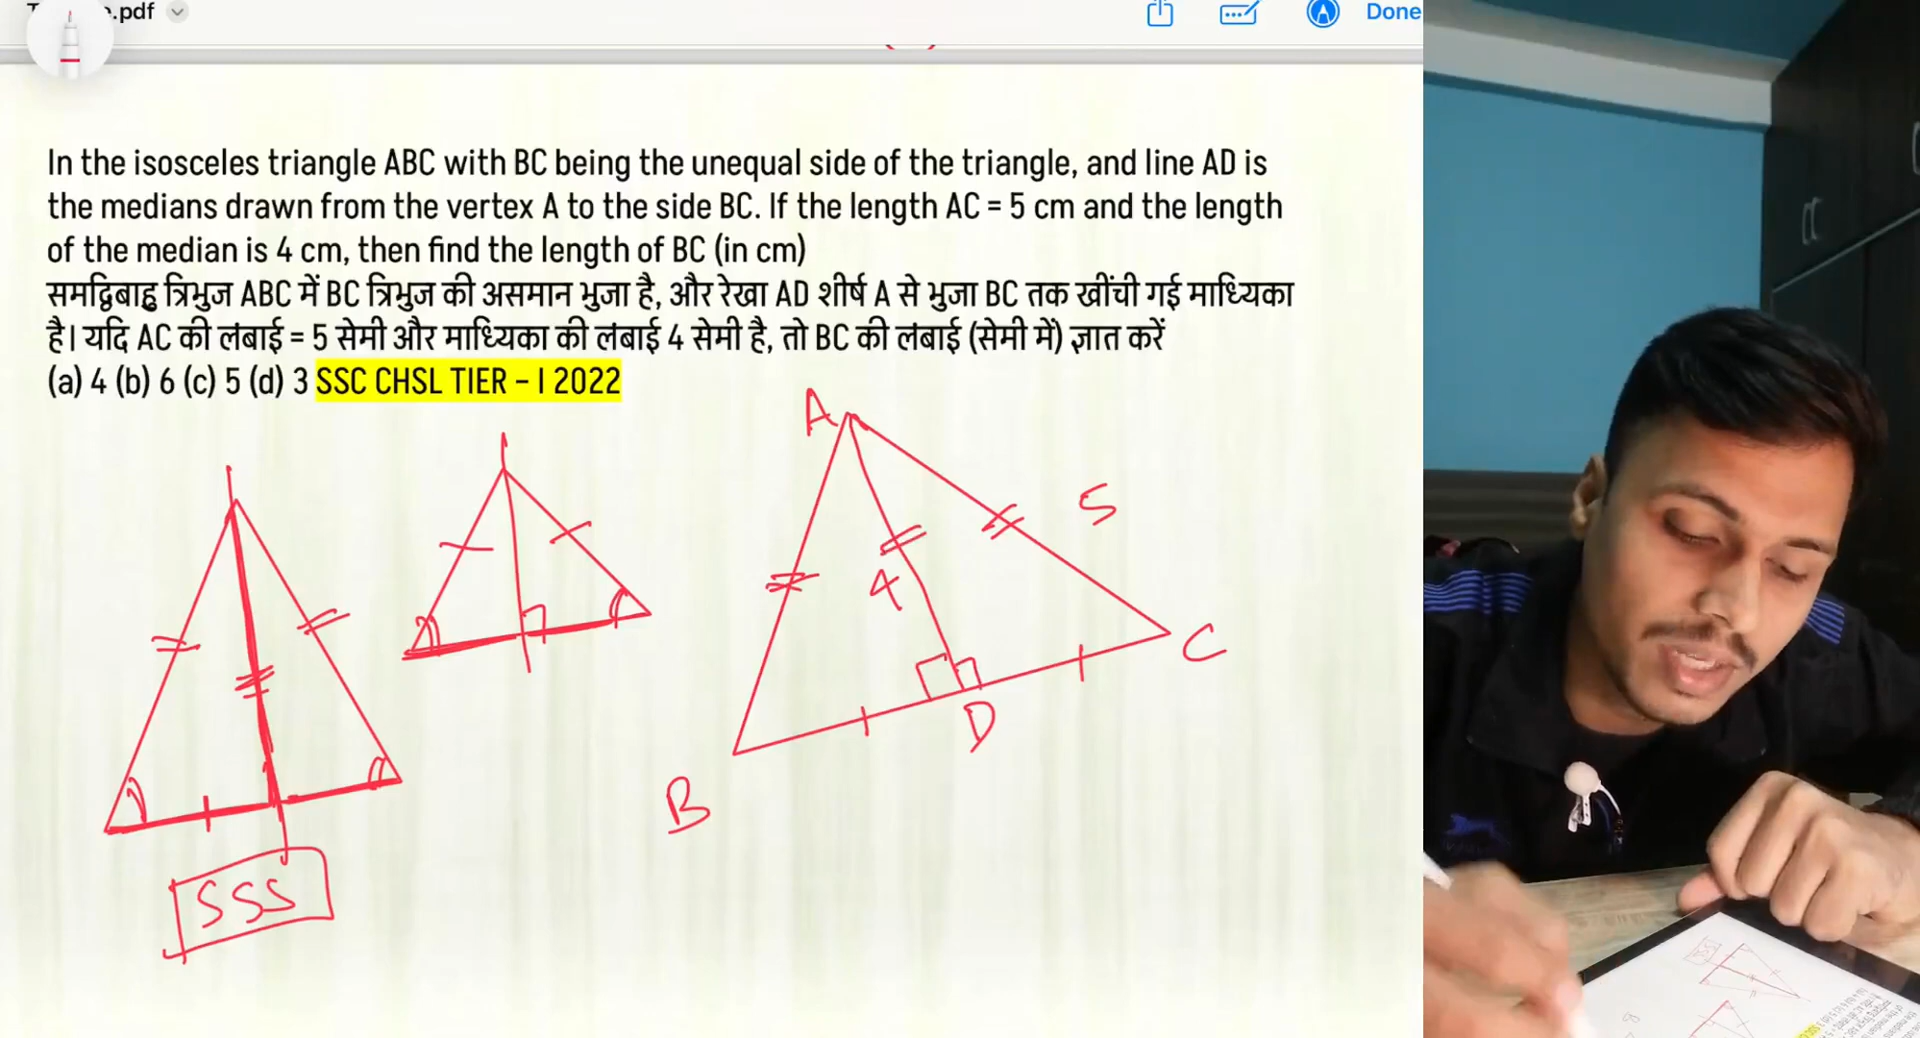 .pdf
Done
In the isosceles triangle ABC with BC being the unequal side of the triangle, and line AD is
the medians drawn from the vertex A to the side BC. If the length AC = 5 cm and the length
of the median is 4 cm, then find the length of BC (in cm)
समद्विबाहु त्रिभुज ABC में BC त्रिभुज की असमान भुजा है, और रेखा AD शीर्ष A से भुजा BC तक खींची गई माध्यिका
है। यदि AC की लंबाई = 5 सेमी और माध्यिका की लंबाई 4 सेमी है, तो BC की लंबाई (सेमी में) ज्ञात करें
(a) 4 (b) 6 (c) 5 (d) 3 SSC CHSL TIER – I 2022
A
5
4
C
D
B
SSS